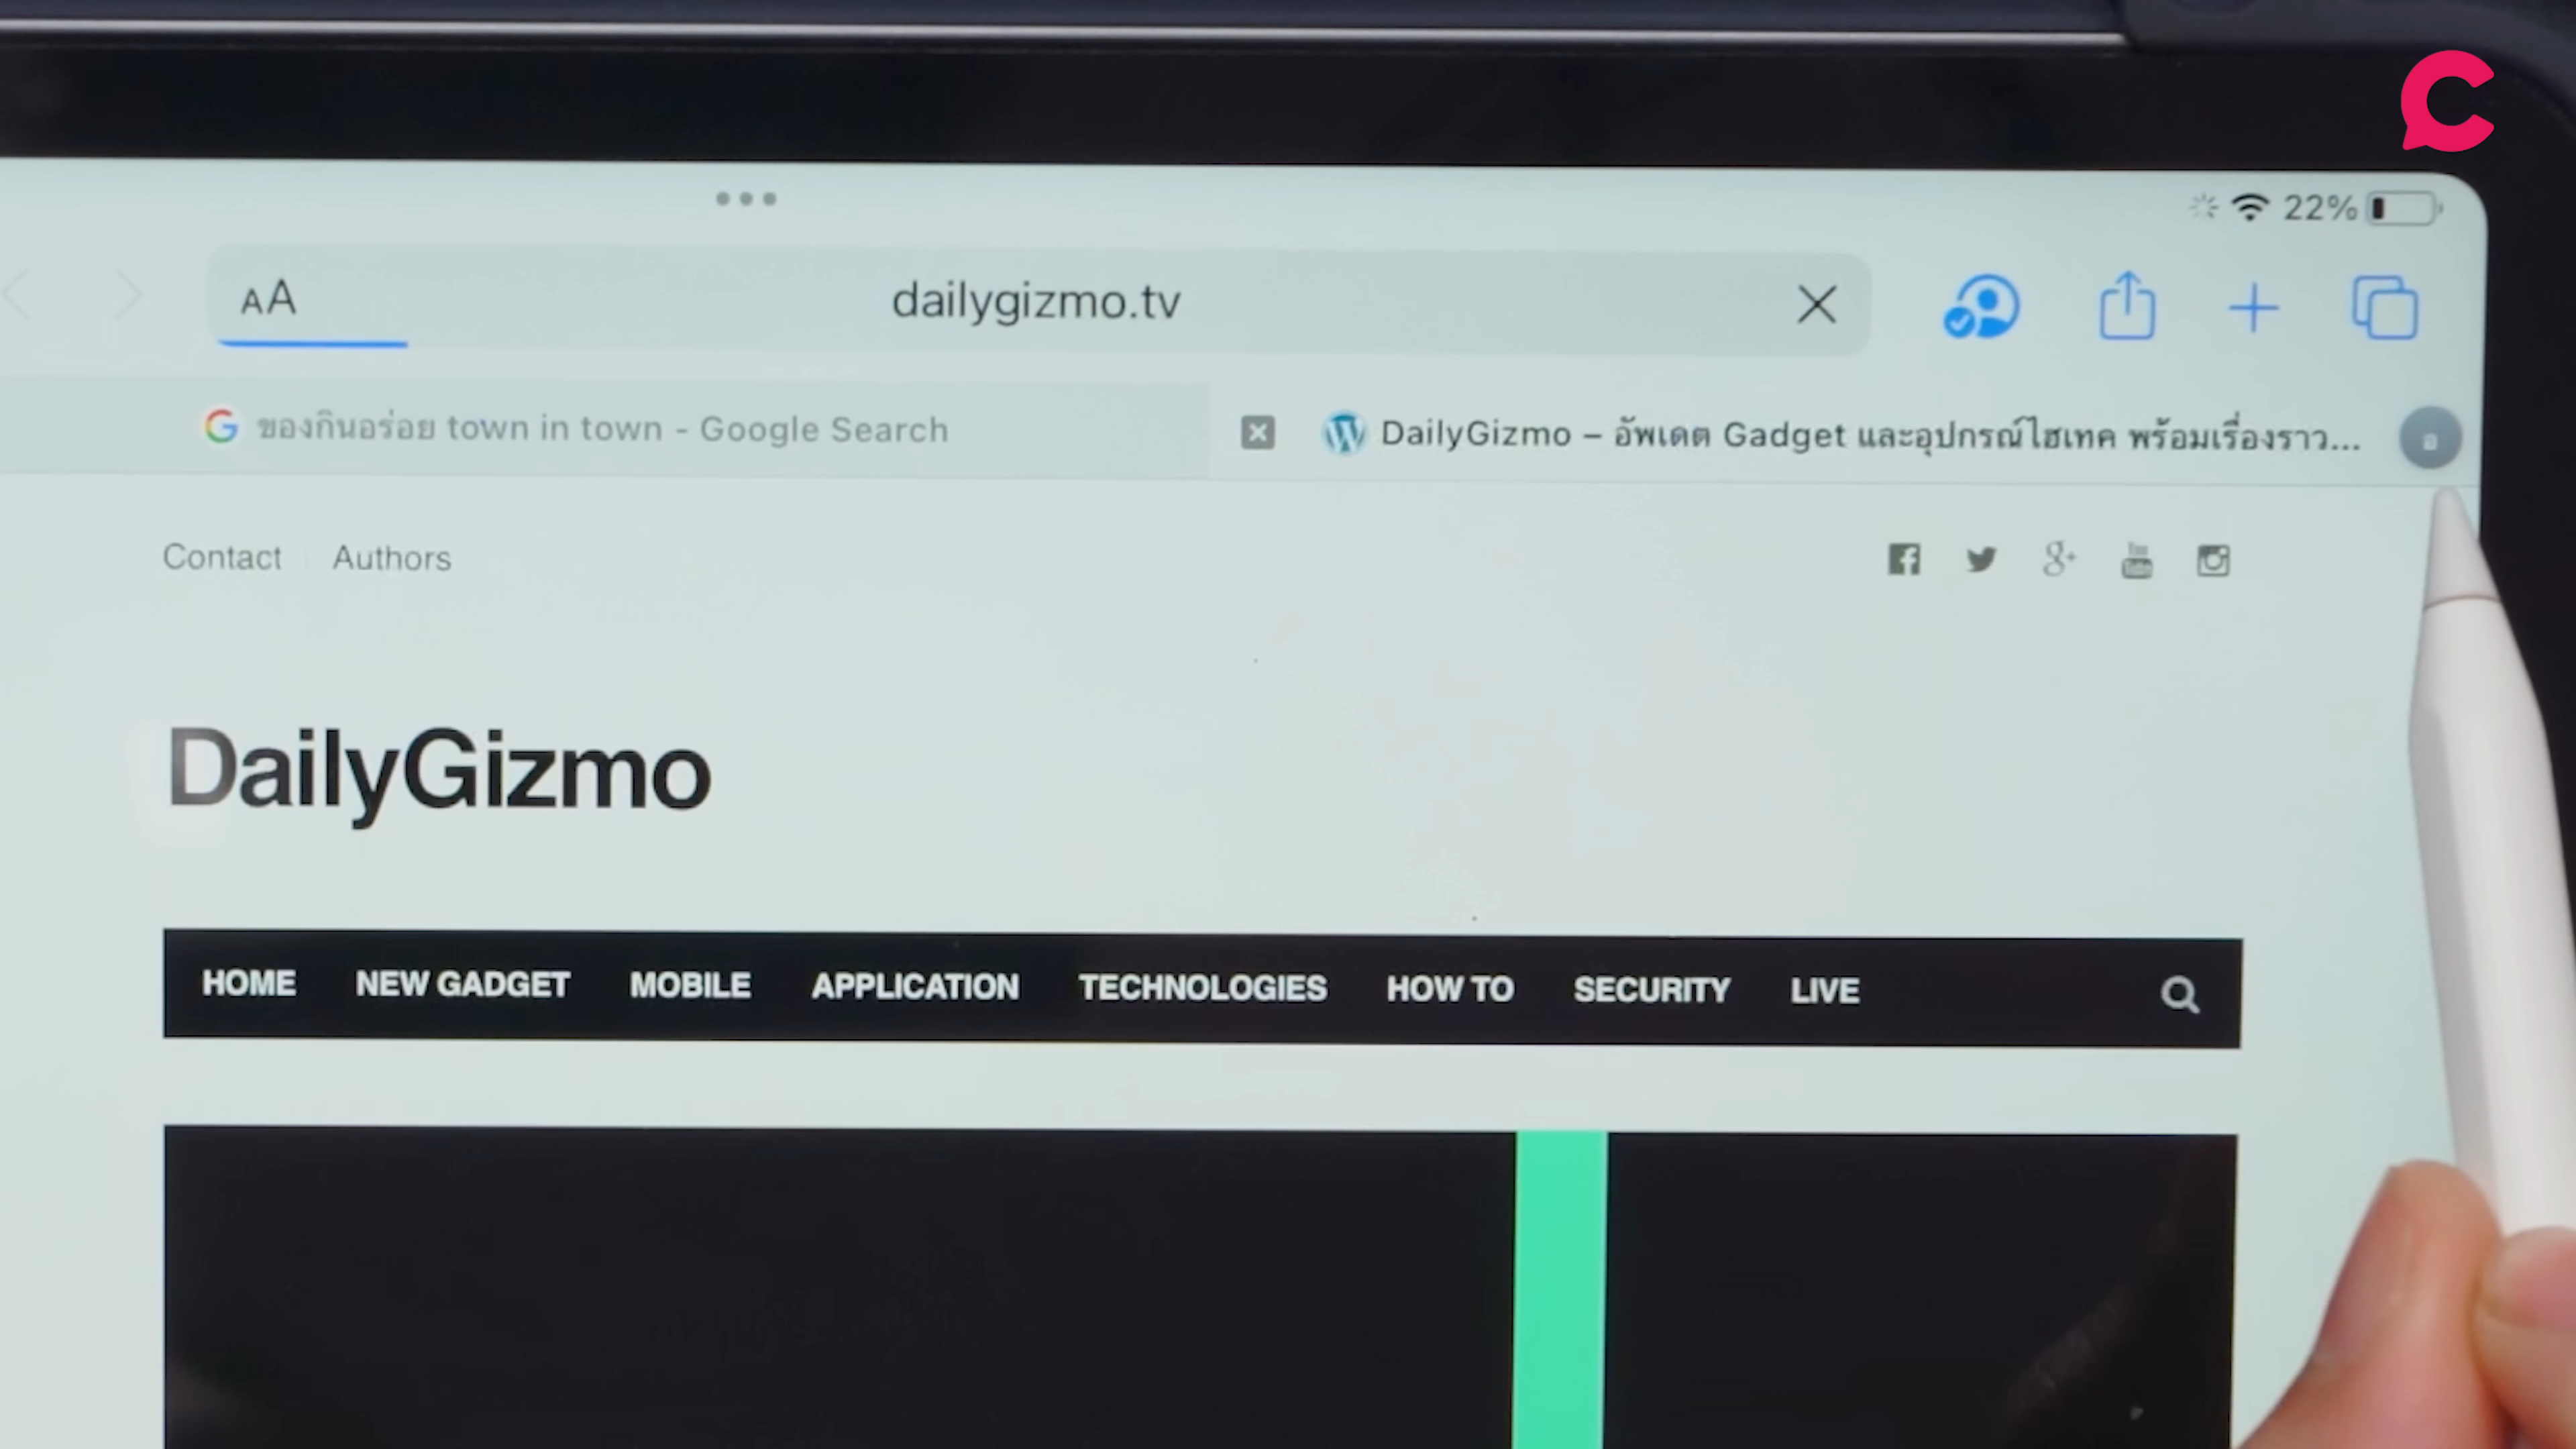 22%
AA
dailygizmo.tv
ของกินอร่อย town in town - Google Search
DailyGizmo – อัพเดต Gadget และอุปกรณ์ไฮเทค พร้อมเรื่องราว...
Contact
Authors
DailyGizmo
HOME
NEW GADGET
MOBILE
APPLICATION
TECHNOLOGIES
HOW TO
SECURITY
LIVE